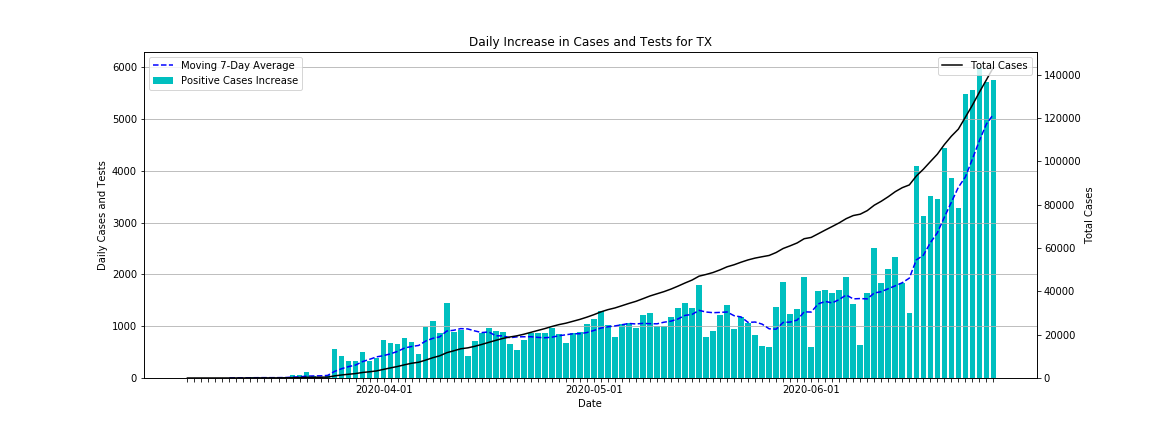 Daily Increase in Cases and Tests for TX
Moving 7-Day Average
Positive Cases Increase
Total Cases
6000
5000
4000
3000
2000
1000
0
Daily Cases and Tests
140000
120000
100000
80000
60000
40000
20000
0
Total Cases
2020-04-01
2020-05-01
2020-06-01
Date